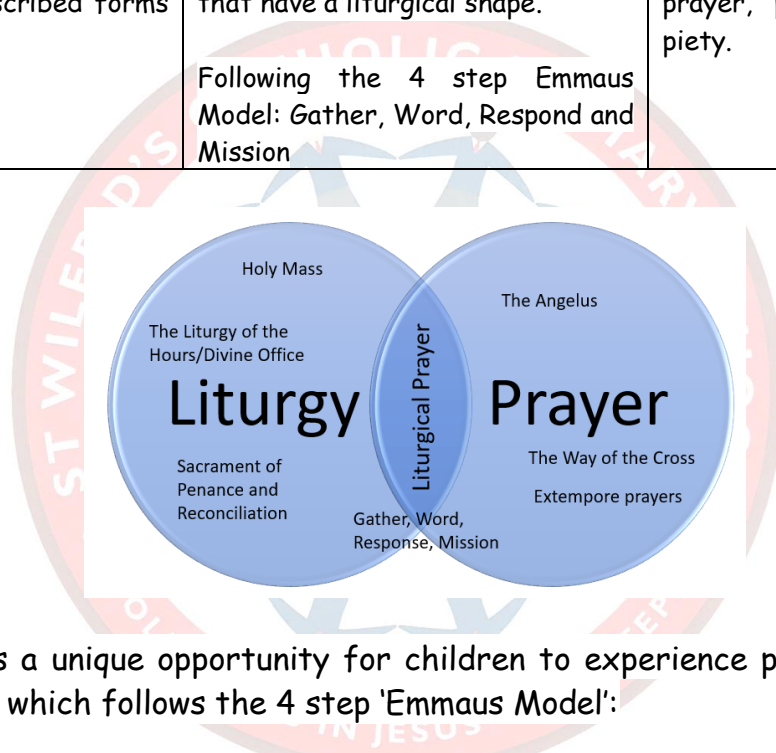 scribed forms
that have a liturgical shape.
Following the 4 step Emmaus
Model: Gather, Word, Respond and
Mission
prayer,
piety.
Holy Mass
The Liturgy of the
Hours/Divine Office
Liturgy
Sacrament of
Penance and
Reconciliation
Liturgical Prayer
Gather, Word,
Response, Mission
The Angelus
Prayer
The Way of the Cross
Extempore prayers
s a unique opportunity for children to experience p
which follows the 4 step ‘Emmaus Model’:
IN JESUS